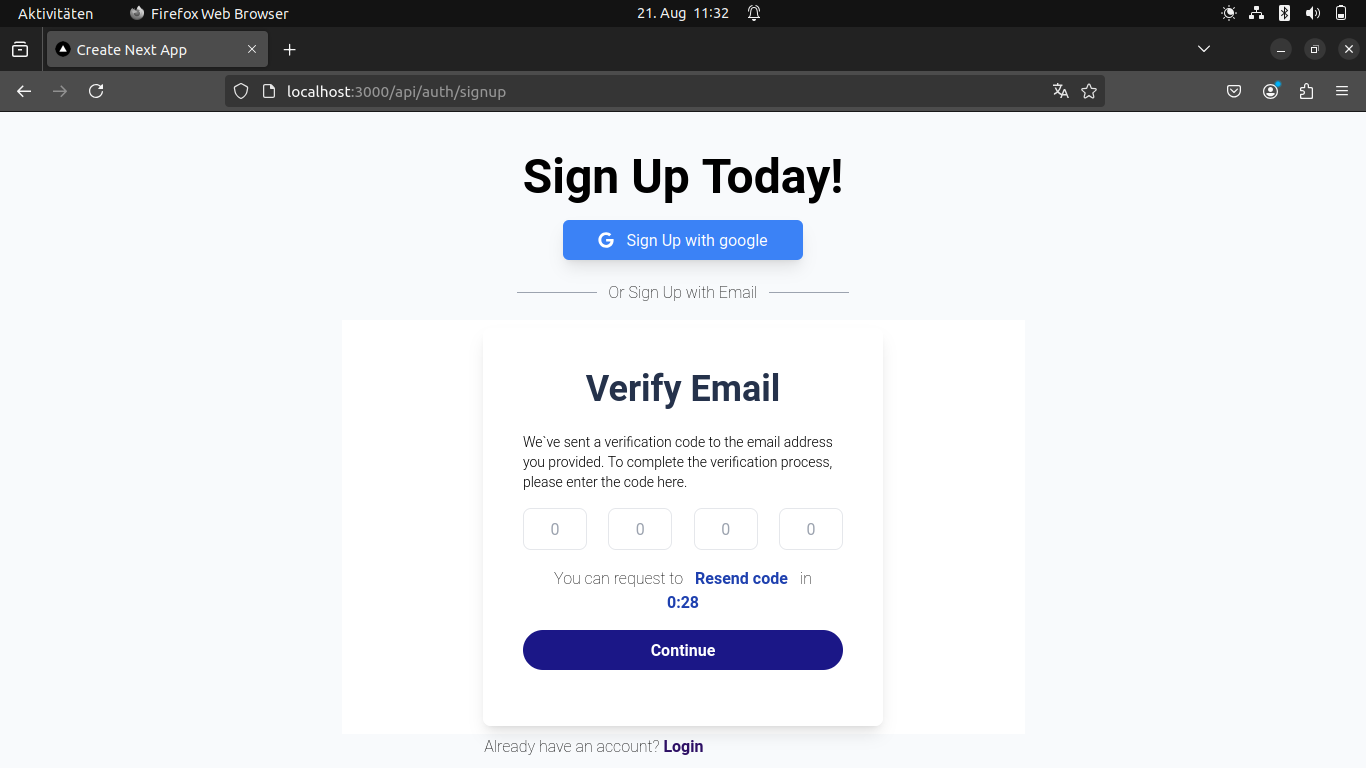 Aktivitäten Firefox Web Browser 21. Aug 11:32
Create Next App
localhost:3000/api/auth/signup
Sign Up Today!
G Sign Up with google
Or Sign Up with Email
Verify Email
We`ve sent a verification code to the email address
you provided. To complete the verification process,
please enter the code here.
0 0 0 0
You can request to Resend code in
0:28
Continue
Already have an account? Login